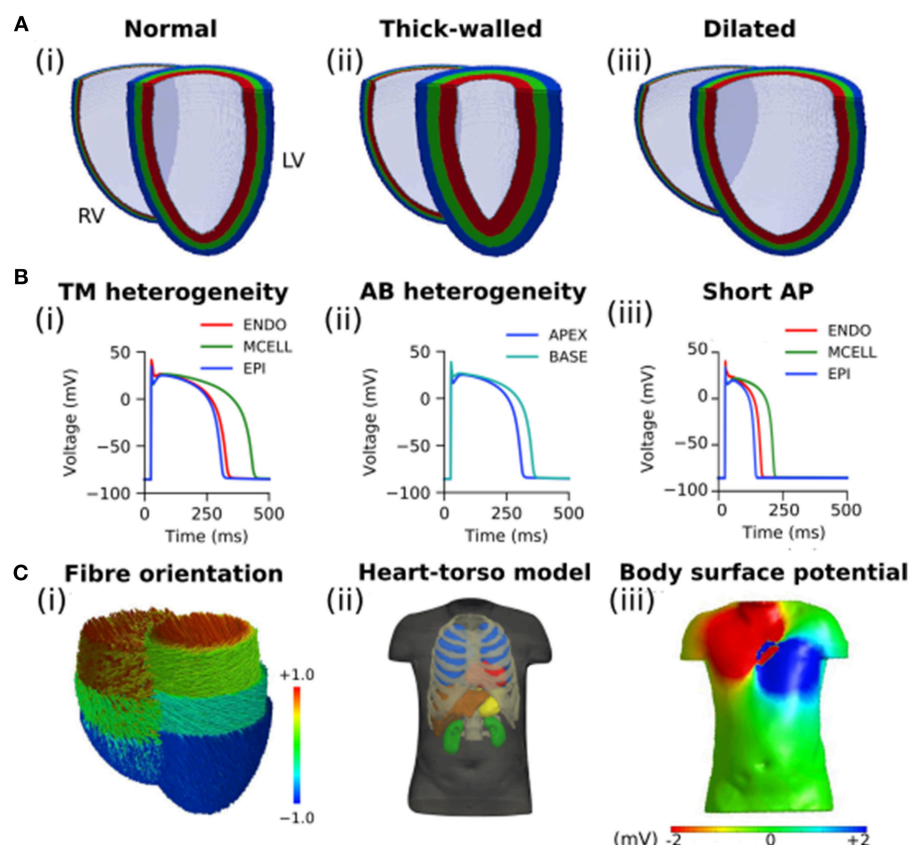 A
Normal
Thick-walled
Dilated
(i)
(ii)
(iii)
LV
RV
B
TM heterogeneity
AB heterogeneity
Short AP
(i)
(ii)
(iii)
ENDO
MCELL
EPI
APEX
BASE
ENDO
MCELL
EPI
Voltage (mV)
50
0
−50
−100
0
250
500
Time (ms)
Voltage (mV)
50
0
−50
−100
0
250
500
Time (ms)
Voltage (mV)
50
0
−50
−100
0
250
500
Time (ms)
C
Fibre orientation
Heart-torso model
Body surface potential
(i)
(ii)
(iii)
+1.0
−1.0
(mV)
-2
0
+2